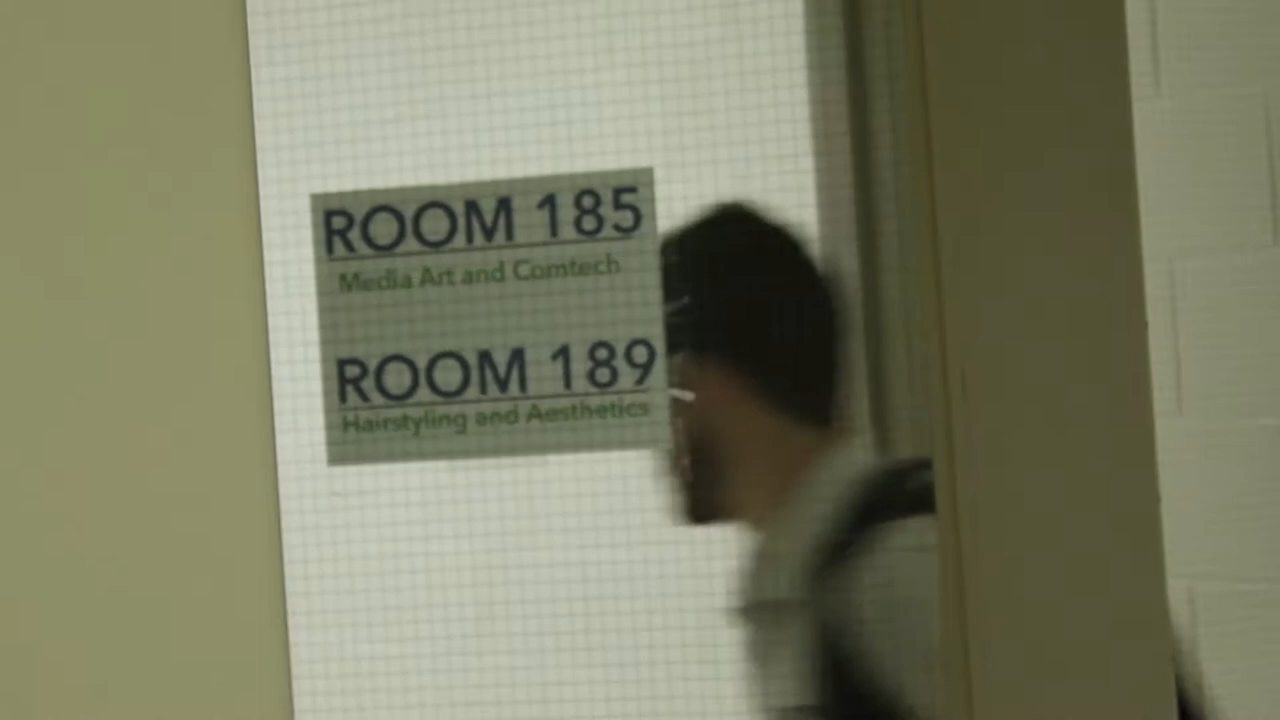 ROOM 185
Media Art and Comtech
ROOM 189
Hairstyling and Aesthetics